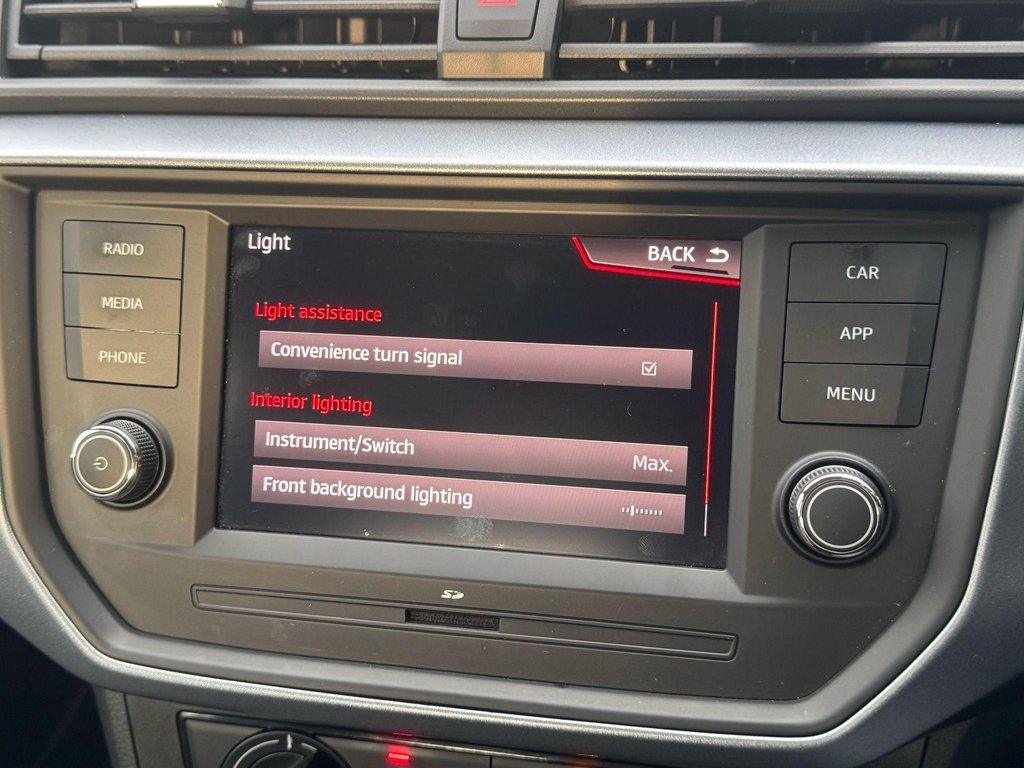 RADIO
MEDIA
PHONE
Light
BACK
Light assistance
Convenience turn signal
Interior lighting
Instrument/Switch
Max.
Front background lighting
CAR
APP
MENU
SD